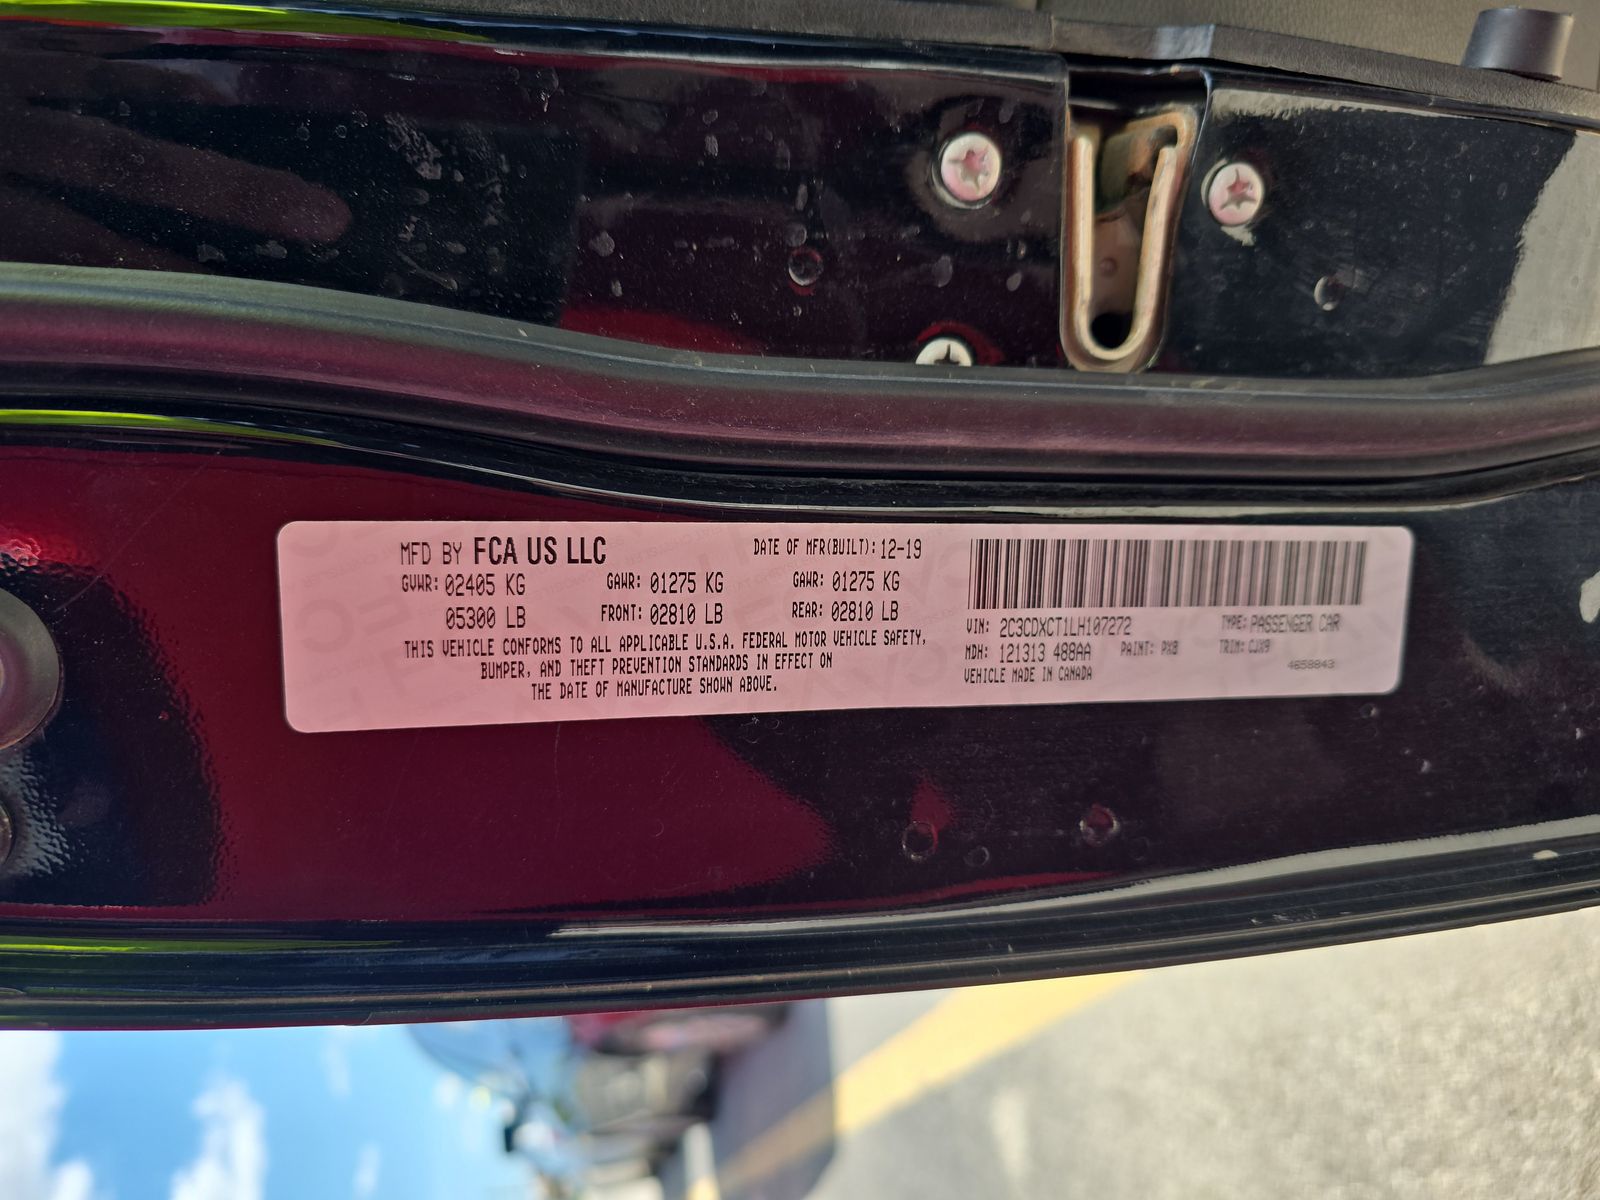 MFD BY FCA US LLC DATE OF MFR(BUILT): 12-19
GVWR: 02405 KG GAWR: 01275 KG GAWR: 01275 KG
05300 LB FRONT: 02810 LB REAR: 02810 LB
THIS VEHICLE CONFORMS TO ALL APPLICABLE U.S.A. FEDERAL MOTOR VEHICLE SAFETY,
BUMPER, AND THEFT PREVENTION STANDARDS IN EFFECT ON
THE DATE OF MANUFACTURE SHOWN ABOVE.
VIN: 2C3CDXCT1LH107272 TYPE: PASSENGER CAR
MDH: 121313 488AA PAINT: PX8 TRIM: CJX9
VEHICLE MADE IN CANADA 4658843